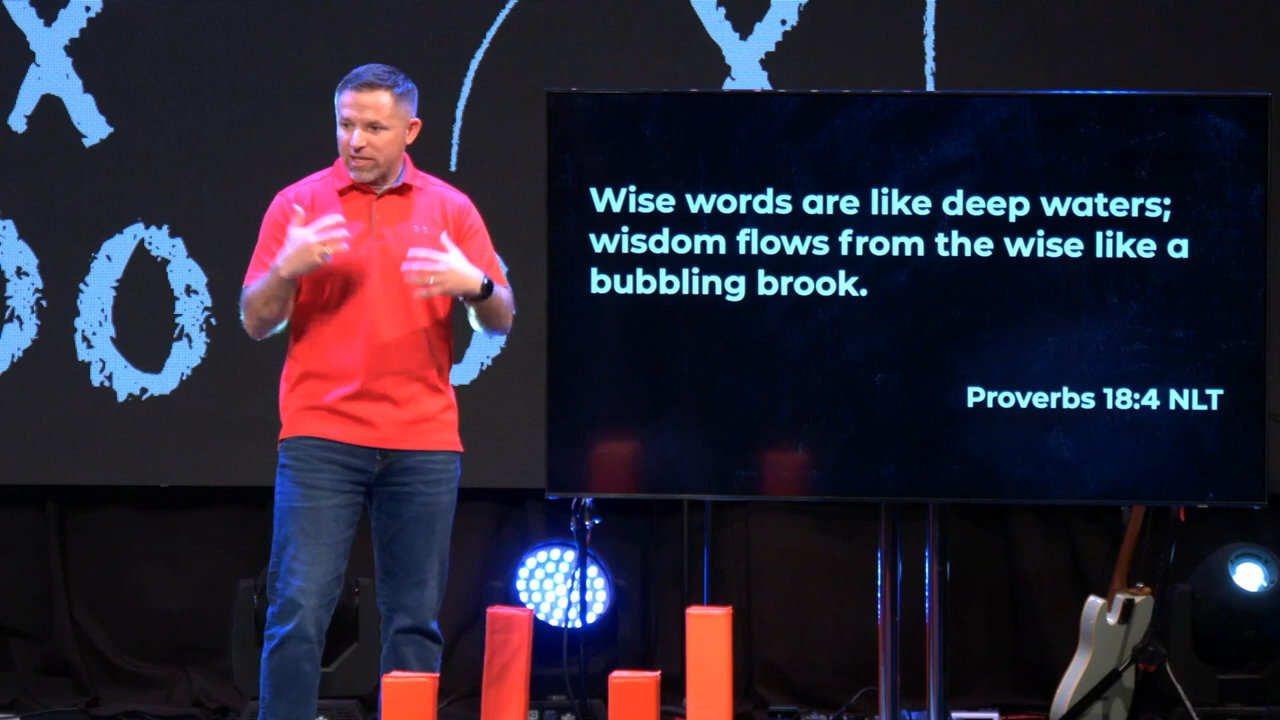 Wise words are like deep waters;
wisdom flows from the wise like a
bubbling brook.
Proverbs 18:4 NLT